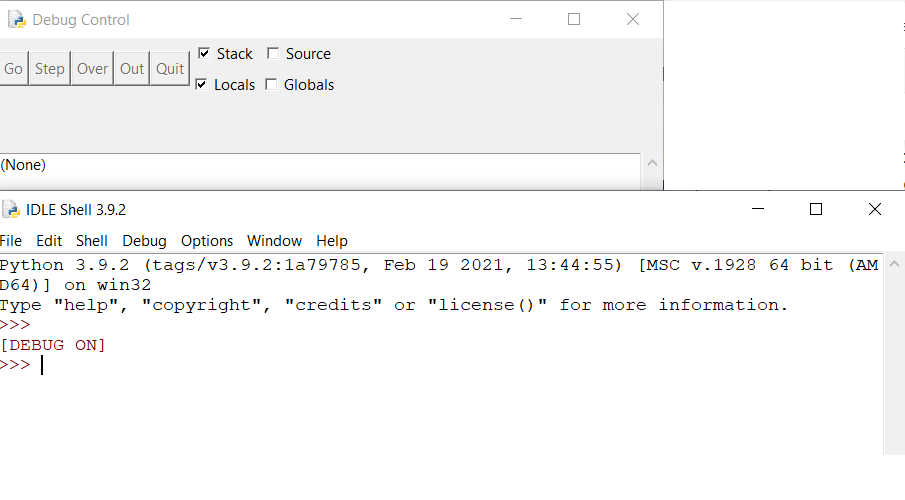 Debug Control
Go Step Over Out Quit Stack Source
Locals Globals
(None)
IDLE Shell 3.9.2
File Edit Shell Debug Options Window Help
Python 3.9.2 (tags/v3.9.2:1a79785, Feb 19 2021, 13:44:55) [MSC v.1928 64 bit (AM
D64)] on win32
Type "help", "copyright", "credits" or "license()" for more information.
>>>
[DEBUG ON]
>>>